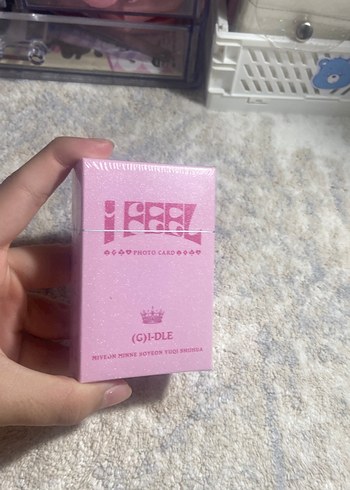 I FEEL
PHOTO CARD
(G)I-DLE
MIYEON MINNIE SOYEON YUQI SHUHUA